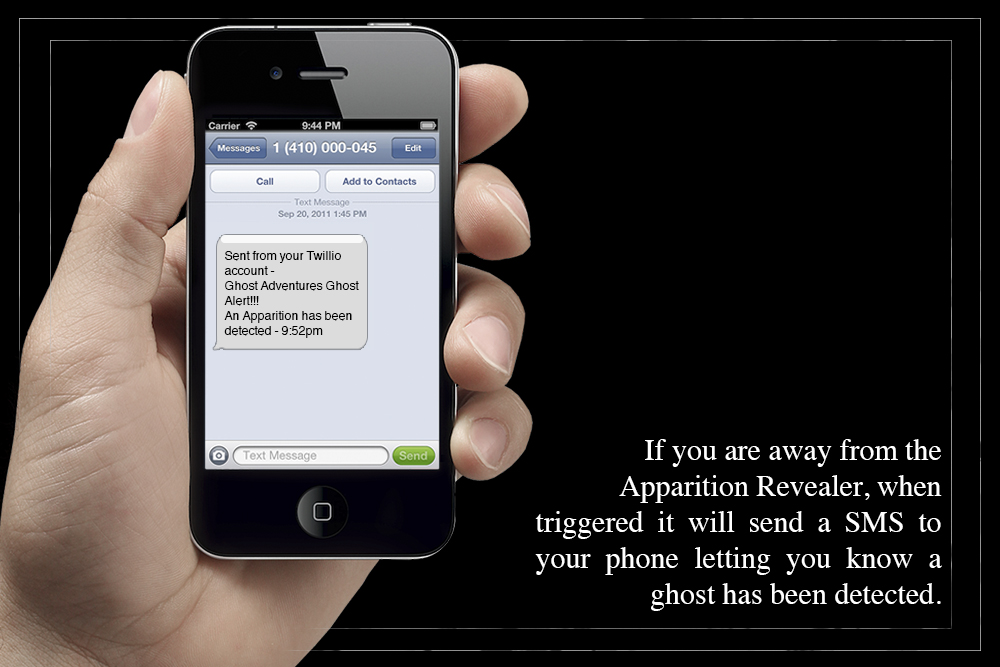 Carrier 9:44 PM
Messages 1 (410) 000-045 Edit
Call Add to Contacts
Text Message
Sep 20, 2011 1:45 PM
Sent from your Twillio
account -
Ghost Adventures Ghost
Alert!!!
An Apparition has been
detected - 9:52pm
Text Message Send
If you are away from the
Apparition Revealer, when
triggered it will send a SMS to
your phone letting you know a
ghost has been detected.